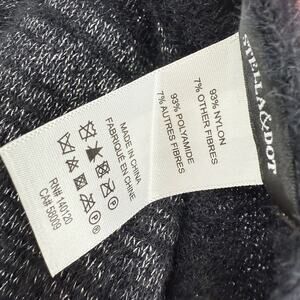 STELLA & DOT
93% NYLON
7% OTHER FIBRES
93% POLYAMIDE
7% AUTRES FIBRES
MADE IN CHINA
FABRIQUÉ EN CHINE
RN# 140120
CA# 58009